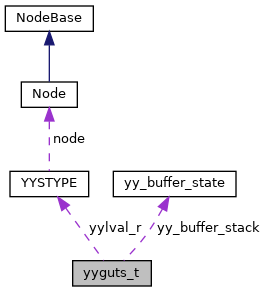 NodeBase
Node
node
YYSTYPE
yy_buffer_state
yylval_r
yy_buffer_stack
yyguts_t